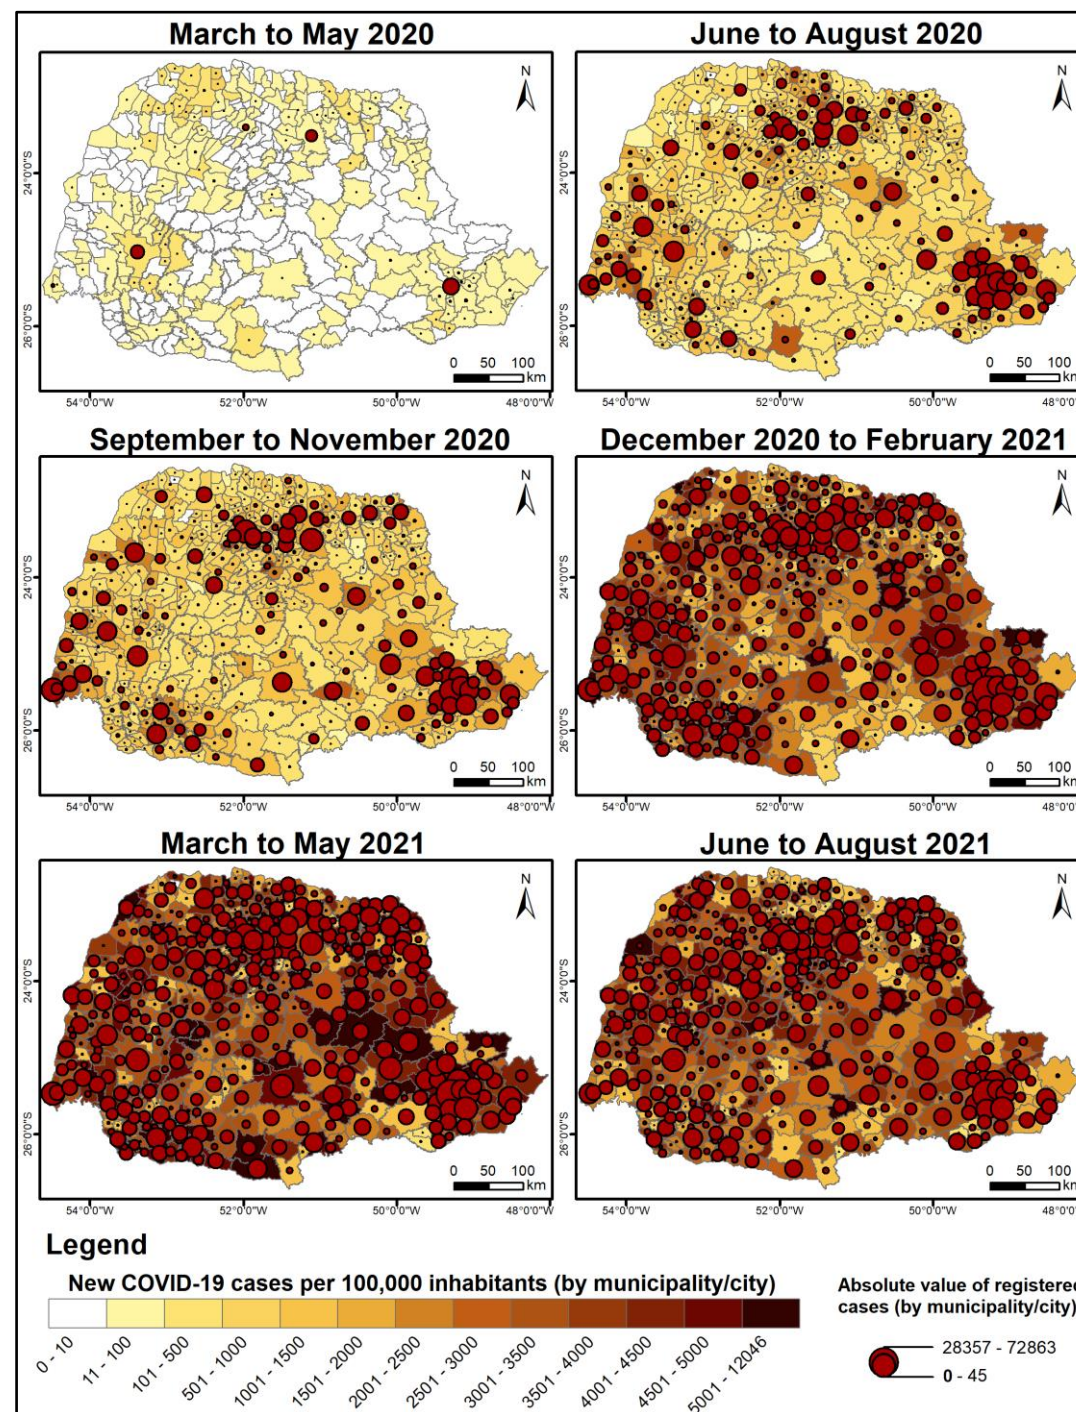 March to May 2020
June to August 2020
N
N
24°0'0"S
24°0'0"S
26°0'0"S
26°0'0"S
0 50 100
km
0 50 100
km
54°0'0"W 52°0'0"W 50°0'0"W 48°0'0"W
54°0'0"W 52°0'0"W 50°0'0"W 48°0'0"
September to November 2020
December 2020 to February 2021
N
N
24°0'0"S
24°0'0"S
26°0'0"S
26°0'0"S
0 50 100
km
0 50 100
km
54°0'0"W 52°0'0"W 50°0'0"W 48°0'0"W
54°0'0"W 52°0'0"W 50°0'0"W 48°0'0"
March to May 2021
June to August 2021
N
N
24°0'0"S
24°0'0"S
26°0'0"S
26°0'0"S
0 50 100
km
0 50 100
km
54°0'0"W 52°0'0"W 50°0'0"W 48°0'0"W
54°0'0"W 52°0'0"W 50°0'0"W 48°0'0"
Legend
New COVID-19 cases per 100,000 inhabitants (by municipality/city)
0 - 10
11 - 100
101 - 500
501 - 1000
1001 - 1500
1501 - 2000
2001 - 2500
2501 - 3000
3001 - 3500
3501 - 4000
4001 - 4500
4501 - 5000
5001 - 12046
Absolute value of registere
cases (by municipality/city)
28357 - 72863
0 - 45